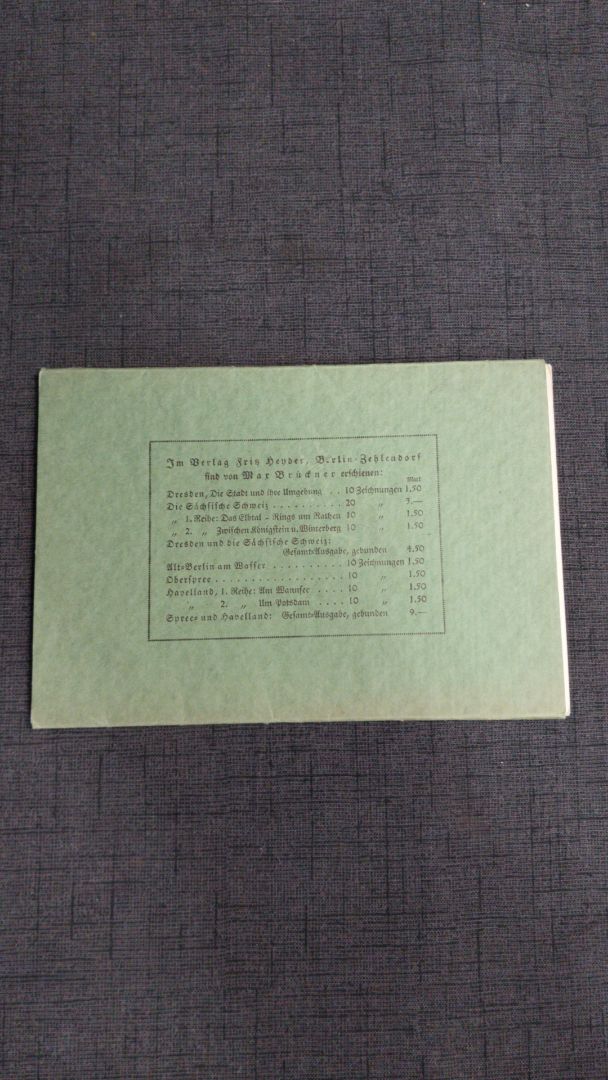 Im Verlag Fritz Heyder, Berlin-Zehlendorf
sind von Max Brückner erschienen:
Mark
Dresden, Die Stadt und ihre Umgebung . . 10 Zeichnungen 1.50
Die Sächsische Schweiz . . . . . . . . . . 20 „ 3.—
„ 1. Reihe: Das Elbtal - Rings um Rathen 10 „ 1.50
„ 2. „ Zwischen Königstein u. Winterberg 10 „ 1.50
Dresden und die Sächsische Schweiz:
Gesamt-Ausgabe, gebunden 4.50
Alt-Berlin am Wasser . . . . . . . . . . 10 Zeichnungen 1.50
Oberspree . . . . . . . . . . . . . . . . . . 10 „ 1.50
Havelland, 1. Reihe: Am Wannsee . . . . 10 „ 1.50
„ 2. „ Um Potsdam . . . . 10 „ 1.50
Spree- und Havelland: Gesamt-Ausgabe, gebunden 9.—